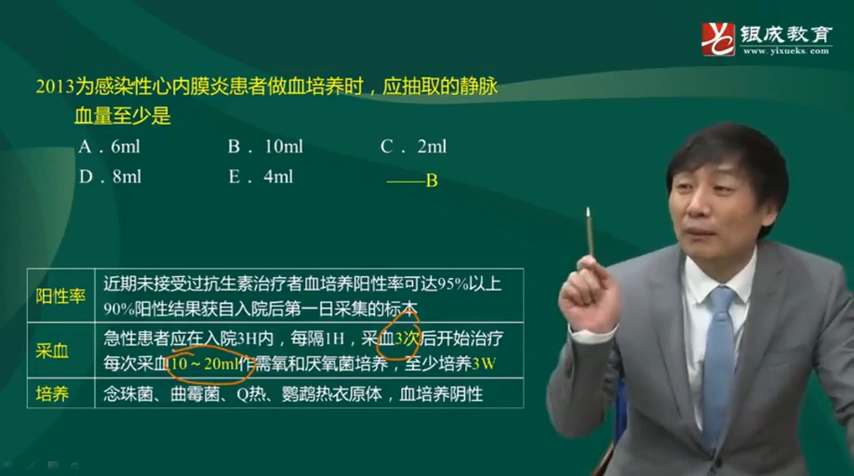 银成教育
www.yixueks.com
2013为感染性心内膜炎患者做血培养时，应抽取的静脉
血量至少是
A．6ml B．10ml C．2ml
D．8ml E．4ml ——B
阳性率
近期未接受过抗生素治疗者血培养阳性率可达95%以上
90%阳性结果获自入院后第一日采集的标本
采血
急性患者应在入院3H内，每隔1H，采血3次后开始治疗
每次采血10～20ml作需氧和厌氧菌培养，至少培养3W
培养
念珠菌、曲霉菌、Q热、鹦鹉热衣原体，血培养阴性